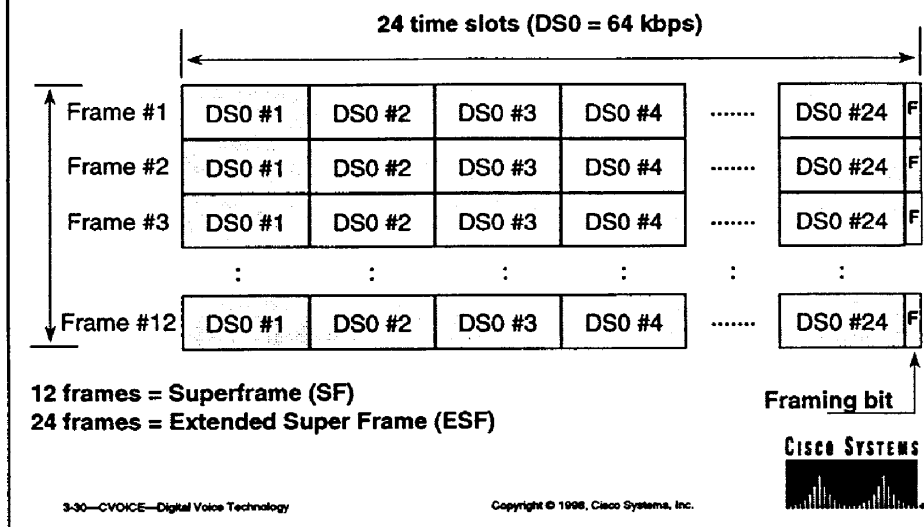 24 time slots (DS0 = 64 kbps)
Frame #1 DS0 #1 DS0 #2 DS0 #3 DS0 #4 ....... DS0 #24 F
Frame #2 DS0 #1 DS0 #2 DS0 #3 DS0 #4 ....... DS0 #24 F
Frame #3 DS0 #1 DS0 #2 DS0 #3 DS0 #4 ....... DS0 #24 F
: : : : : :
Frame #12 DS0 #1 DS0 #2 DS0 #3 DS0 #4 ....... DS0 #24 F
12 frames = Superframe (SF)
24 frames = Extended Super Frame (ESF)
Framing bit
CISCO SYSTEMS
3-30—CVOICE—Digital Voice Technology
Copyright © 1998, Cisco Systems, Inc.